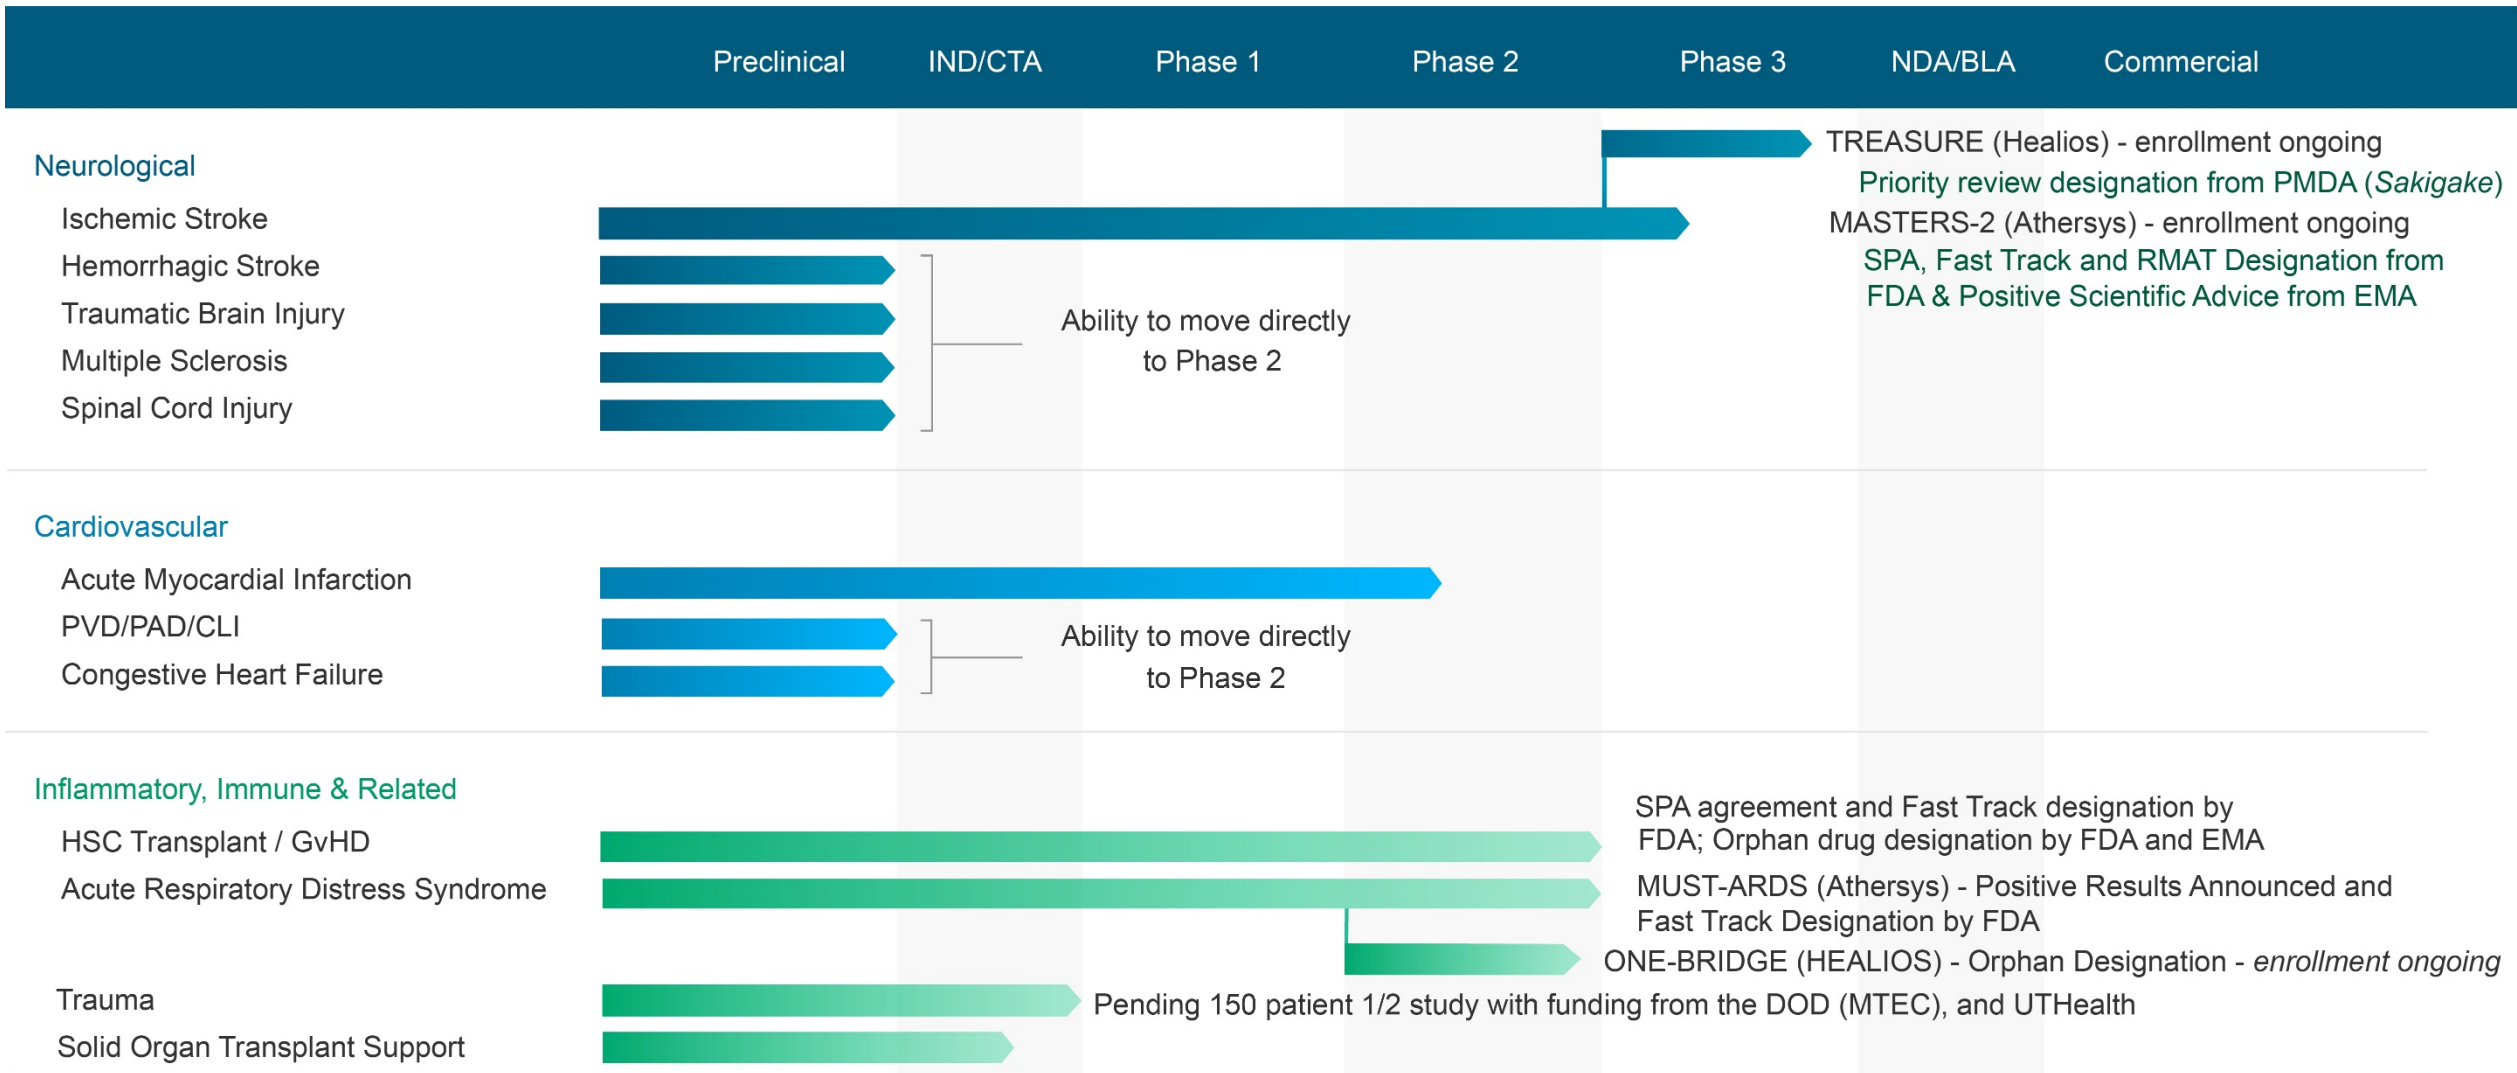 Preclinical IND/CTA Phase 1 Phase 2 Phase 3 NDA/BLA Commercial
Neurological
TREASURE (Healios) - enrollment ongoing
Priority review designation from PMDA (Sakigake)
Ischemic Stroke
MASTERS-2 (Athersys) - enrollment ongoing
SPA, Fast Track and RMAT Designation from
FDA & Positive Scientific Advice from EMA
Hemorrhagic Stroke
Traumatic Brain Injury
Multiple Sclerosis
Spinal Cord Injury
Ability to move directly
to Phase 2
Cardiovascular
Acute Myocardial Infarction
PVD/PAD/CLI
Congestive Heart Failure
Ability to move directly
to Phase 2
Inflammatory, Immune & Related
HSC Transplant / GvHD
SPA agreement and Fast Track designation by
FDA; Orphan drug designation by FDA and EMA
Acute Respiratory Distress Syndrome
MUST-ARDS (Athersys) - Positive Results Announced and
Fast Track Designation by FDA
ONE-BRIDGE (HEALIOS) - Orphan Designation - enrollment ongoing
Trauma
Pending 150 patient 1/2 study with funding from the DOD (MTEC), and UTHealth
Solid Organ Transplant Support